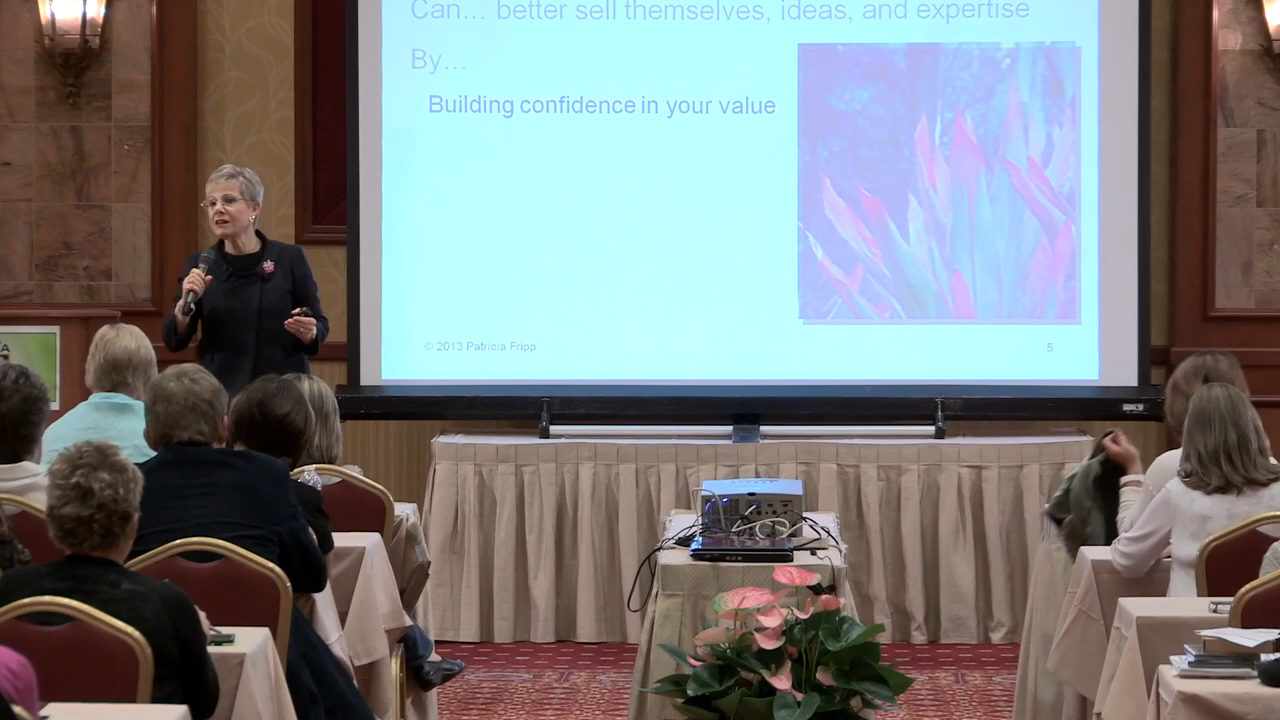 Can... better sell themselves, ideas, and expertise
By...
Building confidence in your value
© 2013 Patricia Fripp
5